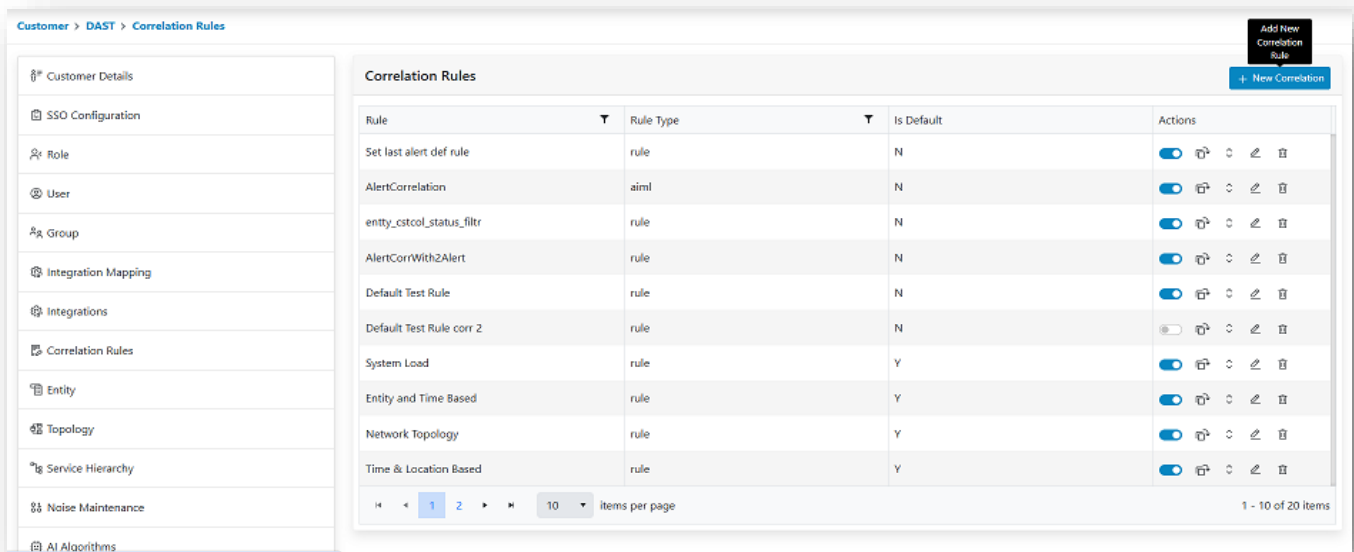 Customer > DAST > Correlation Rules
Add New
Correlation
Rule
Customer Details
SSO Configuration
Role
User
Group
Integration Mapping
Integrations
Correlation Rules
Entity
Topology
Service Hierarchy
Noise Maintenance
AI Algorithms
Correlation Rules
+ New Correlation
Rule Rule Type Is Default Actions
Set last alert def rule rule N
AlertCorrelation aiml N
entty_cstcol_status_filtr rule N
AlertCorrWith2Alert rule N
Default Test Rule rule N
Default Test Rule corr 2 rule N
System Load rule Y
Entity and Time Based rule Y
Network Topology rule Y
Time & Location Based rule Y
1 2 10 items per page 1 - 10 of 20 items